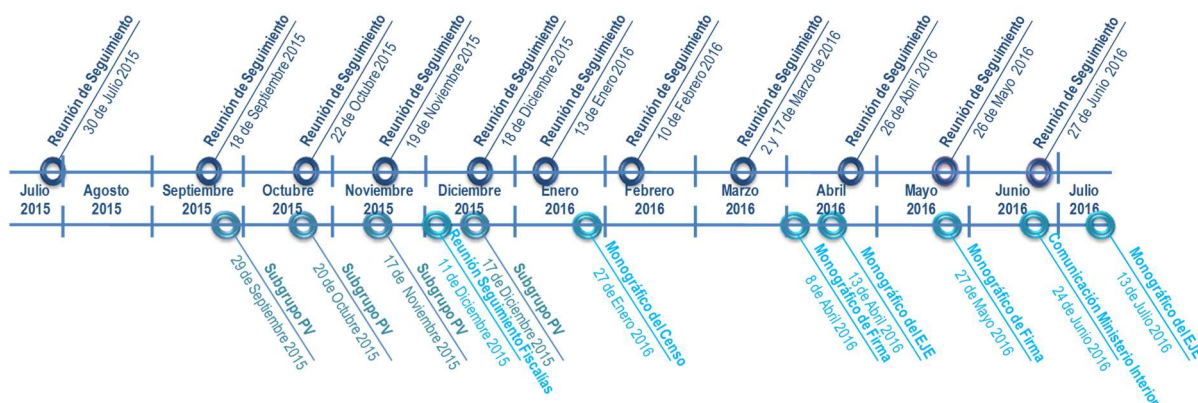 Reunión de Seguimiento
30 de Julio 2015
Reunión de Seguimiento
18 de Septiembre 2015
Reunión de Seguimiento
22 de Octubre 2015
Reunión de Seguimiento
19 de Noviembre 2015
Reunión de Seguimiento
18 de Diciembre 2015
Reunión de Seguimiento
13 de Enero 2016
Reunión de Seguimiento
10 de Febrero 2016
Reunión de Seguimiento
2 y 17 de Marzo de 2016
Reunión de Seguimiento
26 de Abril 2016
Reunión de Seguimiento
26 de Mayo 2016
Reunión de Seguimiento
27 de Junio 2016
Julio
2015
Agosto
2015
Septiembre
2015
Octubre
2015
Noviembre
2015
Diciembre
2015
Enero
2016
Febrero
2016
Marzo
2016
Abril
2016
Mayo
2016
Junio
2016
Julio
2016
Subgrupo PV
29 de Septiembre 2015
Subgrupo PV
20 de Octubre 2015
Subgrupo PV
17 de Noviembre 2015
Reunión Seguimiento Fiscalías
11 de Diciembre 2015
Subgrupo PV
17 de Diciembre 2015
Monográfico del Censo
27 de Enero 2016
Monográfico de Firma
8 de Abril 2016
Monográfico del EJE
13 de Abril 2016
Monográfico de Firma
27 de Mayo 2016
Comunicación Ministerio Interior
24 de Junio 2016
Monográfico del EJE
13 de Julio 2016